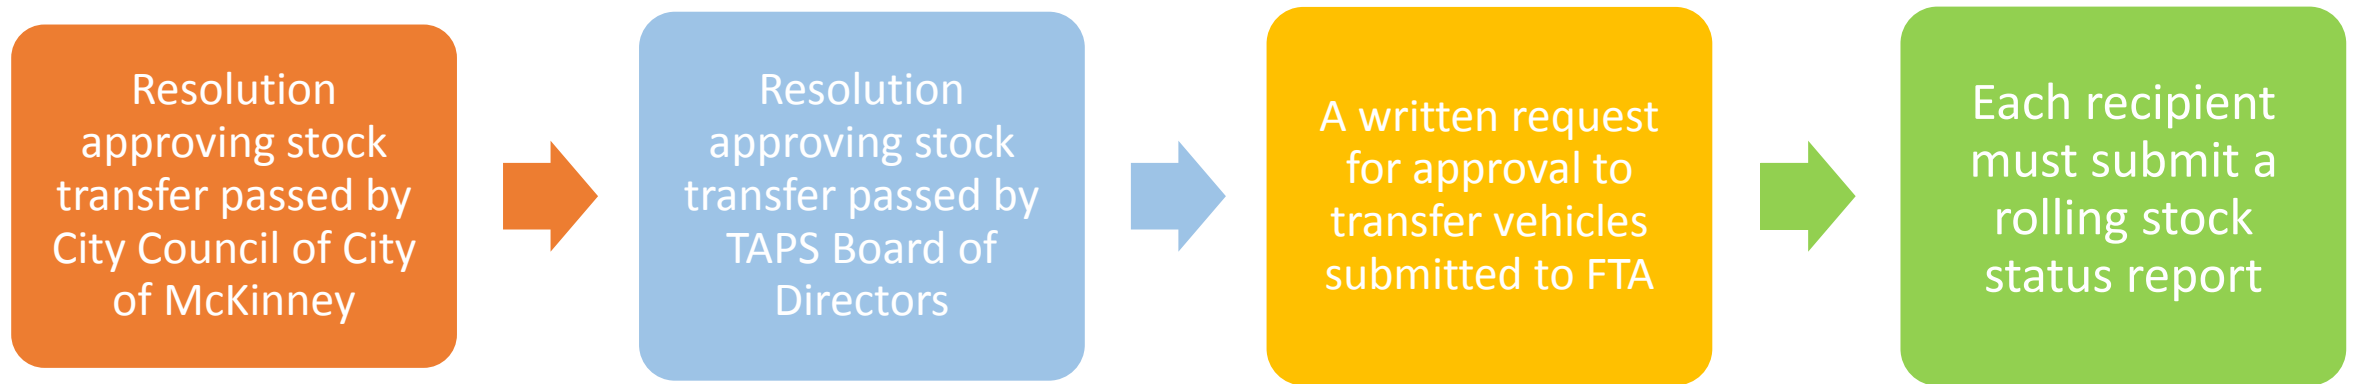 Resolution
approving stock
transfer passed by
City Council of City
of McKinney
Resolution
approving stock
transfer passed by
TAPS Board of
Directors
A written request
for approval to
transfer vehicles
submitted to FTA
Each recipient
must submit a
rolling stock
status report